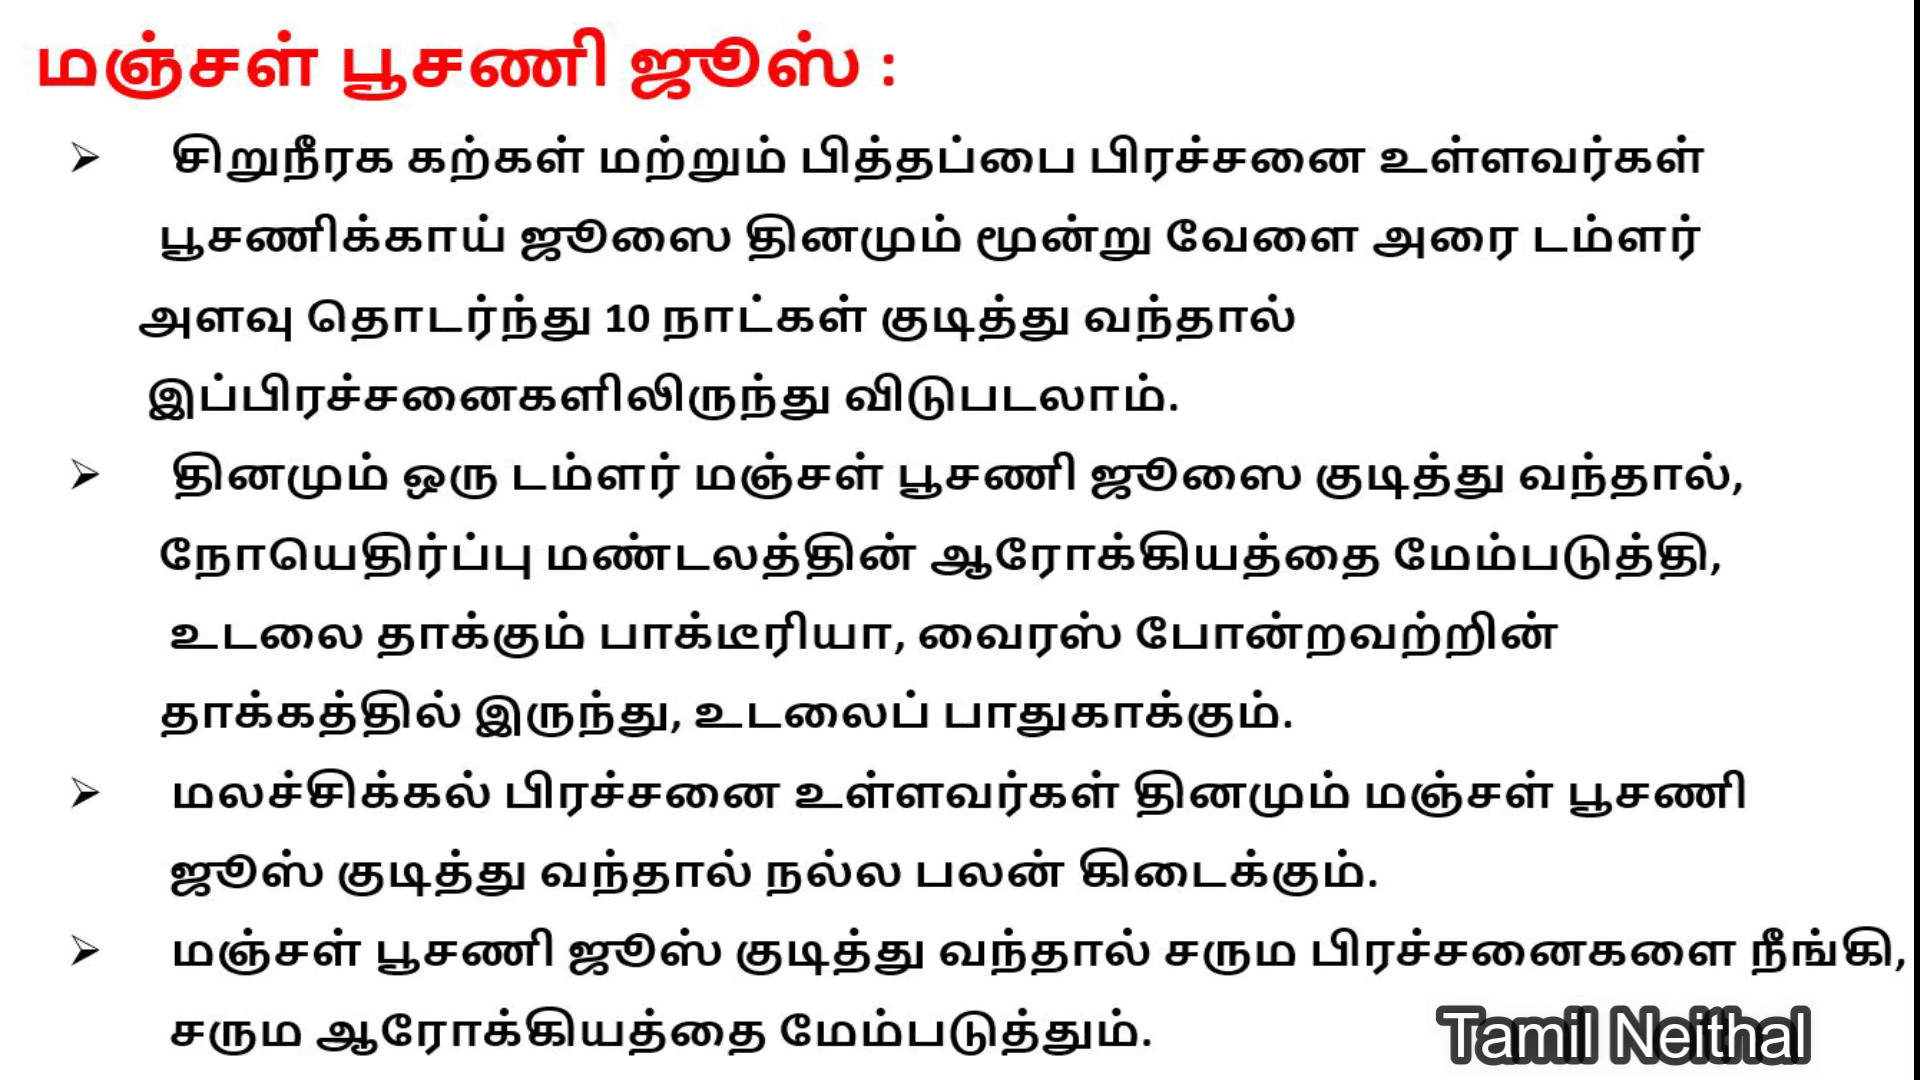 மஞ்சள் பூசணி ஜூஸ் :
➢ சிறுநீரக கற்கள் மற்றும் பித்தப்பை பிரச்சனை உள்ளவர்கள்
பூசணிக்காய் ஜூஸை தினமும் மூன்று வேளை அரை டம்ளர்
அளவு தொடர்ந்து 10 நாட்கள் குடித்து வந்தால்
இப்பிரச்சனைகளிலிருந்து விடுபடலாம்.
➢ தினமும் ஒரு டம்ளர் மஞ்சள் பூசணி ஜூஸை குடித்து வந்தால்,
நோயெதிர்ப்பு மண்டலத்தின் ஆரோக்கியத்தை மேம்படுத்தி,
உடலை தாக்கும் பாக்டீரியா, வைரஸ் போன்றவற்றின்
தாக்கத்தில் இருந்து, உடலைப் பாதுகாக்கும்.
➢ மலச்சிக்கல் பிரச்சனை உள்ளவர்கள் தினமும் மஞ்சள் பூசணி
ஜூஸ் குடித்து வந்தால் நல்ல பலன் கிடைக்கும்.
➢ மஞ்சள் பூசணி ஜூஸ் குடித்து வந்தால் சரும பிரச்சனைகளை நீங்கி,
சரும ஆரோக்கியத்தை மேம்படுத்தும்.
Tamil Neithal